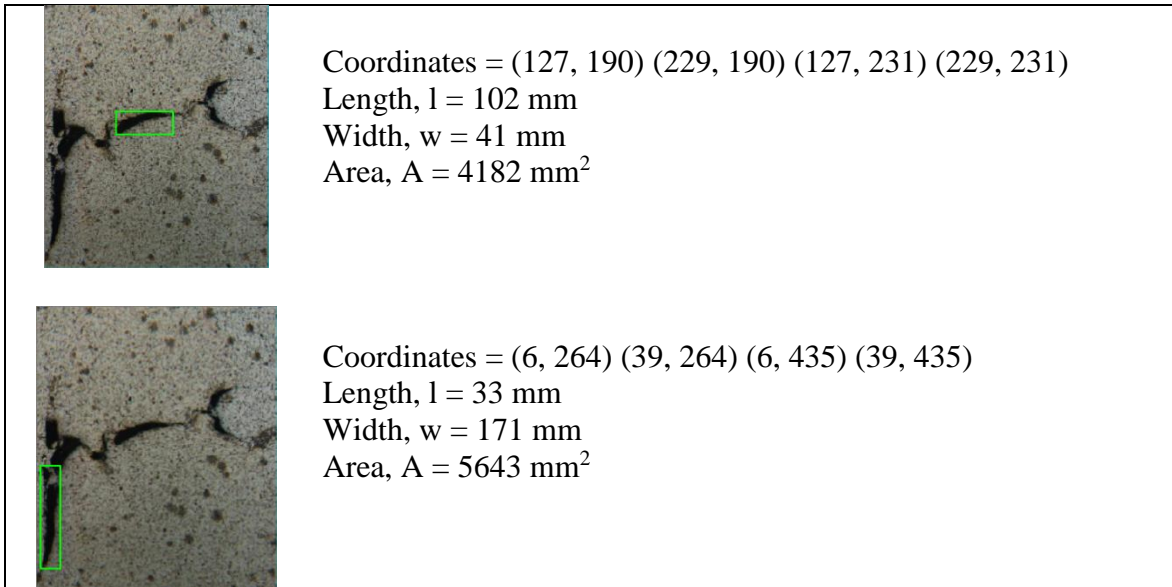 Coordinates = (127, 190) (229, 190) (127, 231) (229, 231)
Length, l = 102 mm
Width, w = 41 mm
Area, A = 4182 mm²
Coordinates = (6, 264) (39, 264) (6, 435) (39, 435)
Length, l = 33 mm
Width, w = 171 mm
Area, A = 5643 mm²